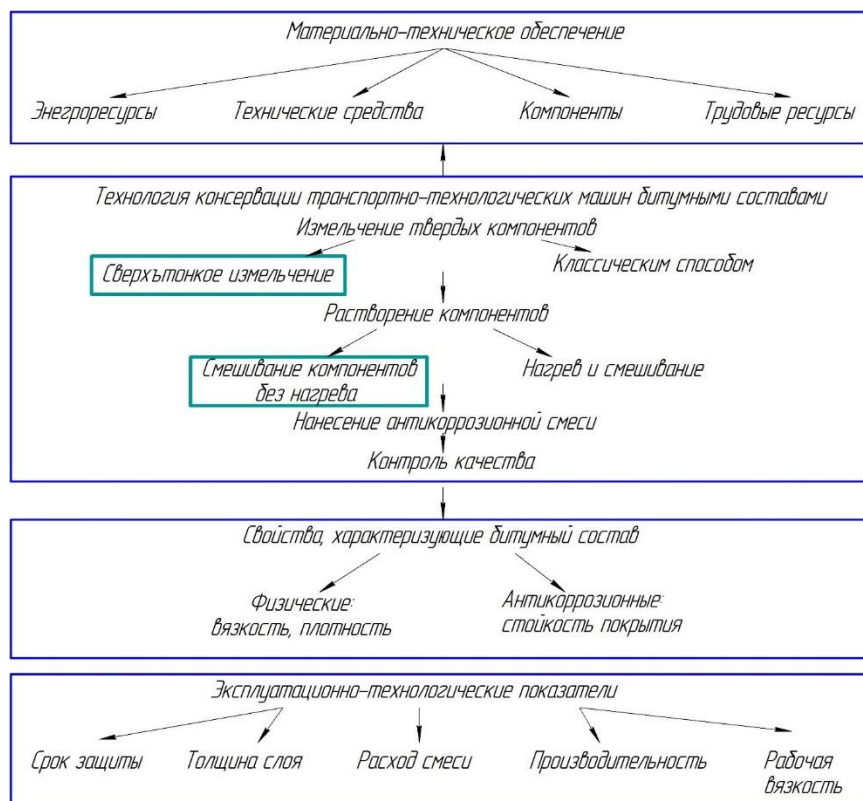 Материально-техническое обеспечение
Энегроресурсы Технические средства Компоненты Трудовые ресурсы
Технология консервации транспортно-технологических машин битумными составами
Измельчение твердых компонентов
Сверхътонкое измельчение
Классическим способом
Растворение компонентов
Смешивание компонентов
без нагрева
Нагрев и смешивание
Нанесение антикоррозионной смеси
Контроль качества
Свойства, характеризующие битумный состав
Физические:
вязкость, плотность
Антикоррозионные:
стойкость покрытия
Эксплуатационно-технологические показатели
Срок защиты Толщина слоя Расход смеси Производительность Рабочая
вязкость